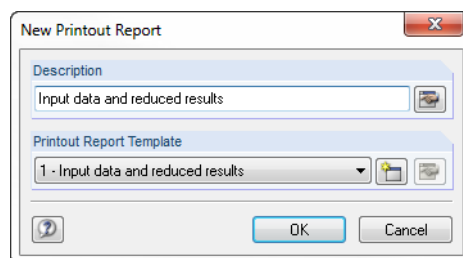 New Printout Report
Description
Input data and reduced results
Printout Report Template
1 - Input data and reduced results
OK
Cancel